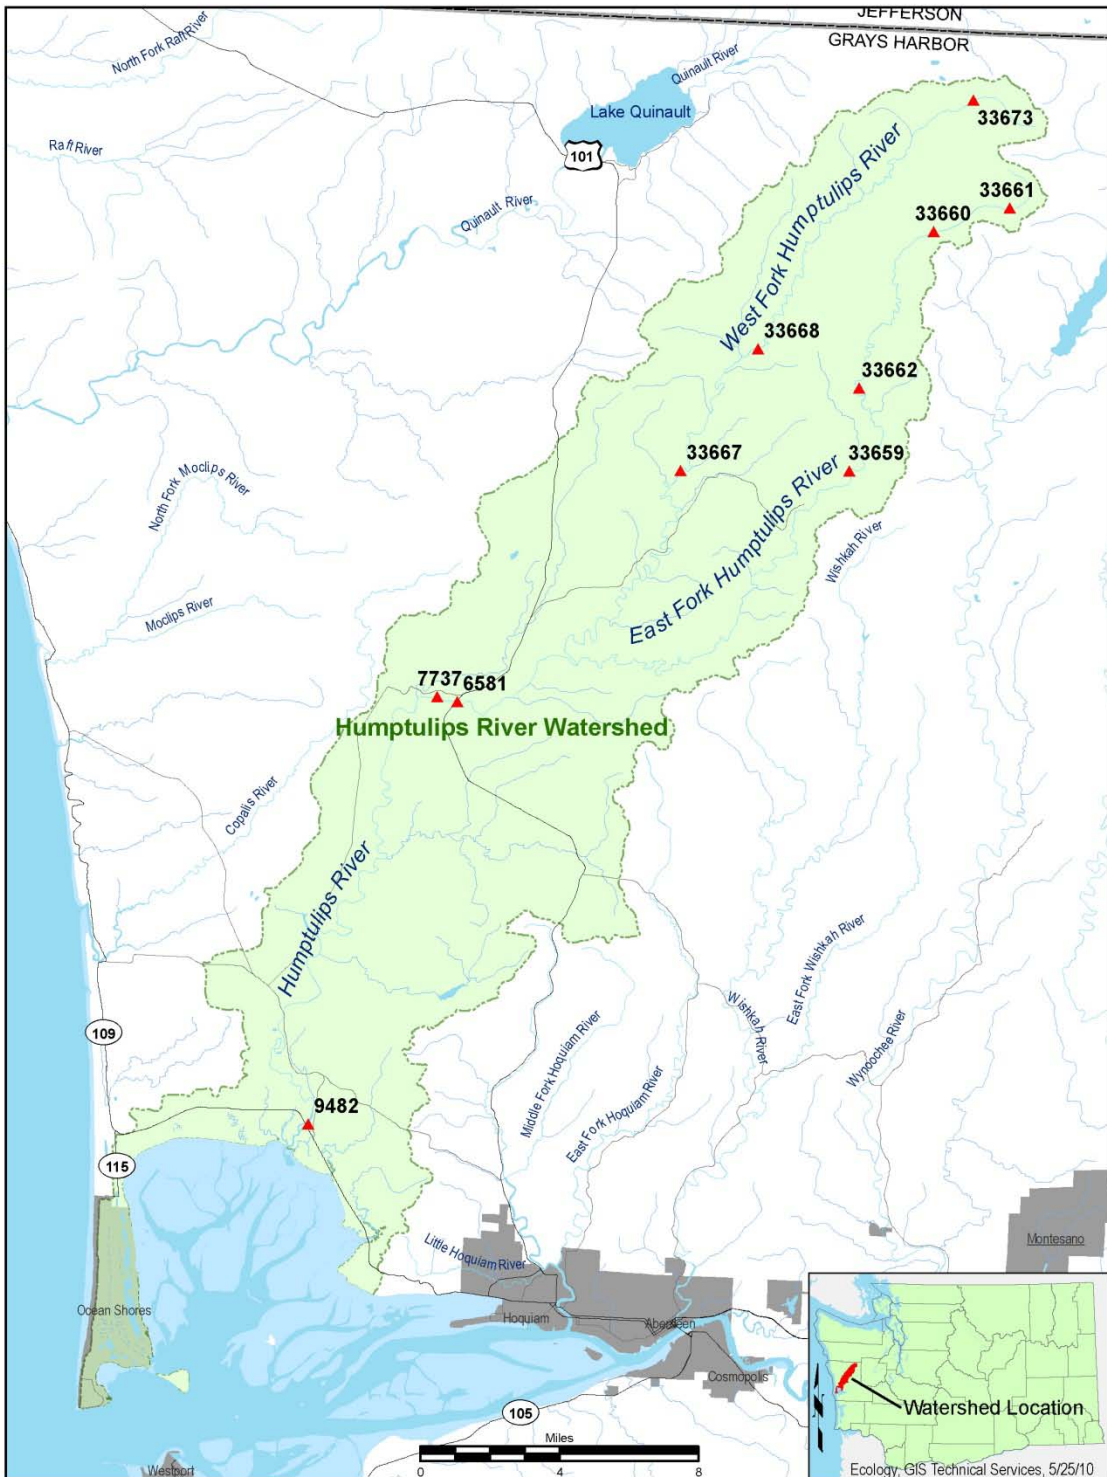 JEFFERSON
GRAYS HARBOR
North Fork Raft River
Quinault River
Lake Quinault
101
33673
Raft River
West Fork Humptulips River
33661
33660
Quinault River
33668
33662
33667
33659
North Fork Moclips River
East Fork Humptulips River
Wishkah River
Moclips River
7737
6581
Humptulips River Watershed
Copalis River
Humptulips River
East Fork Wishkah River
Wishkah River
109
Middle Fork Hoquiam River
Wynoochee River
East Fork Hoquiam River
9482
115
Little Hoquiam River
Montesano
Ocean Shores
Hoquiam
Aberdeen
Cosmopolis
105
Watershed Location
N
Miles
0 4 8
Westport
Ecology, GIS Technical Services, 5/25/10